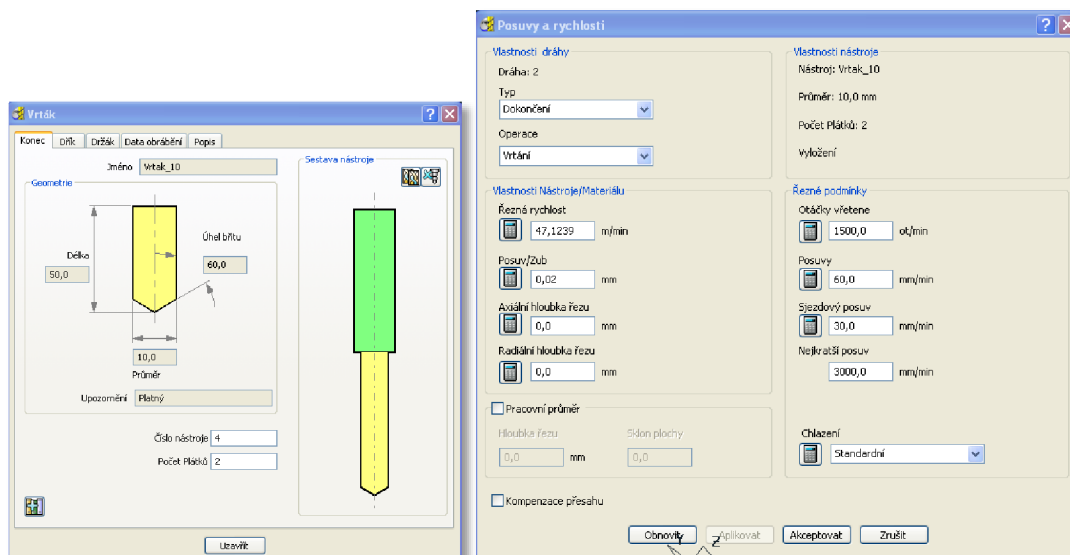 Vrták
Konec Dřík Držák Data obrábění Popis
Jméno Vrtak_10
Geometrie
Délka
50,0
Úhel břitu
60,0
10,0
Průměr
Upozornění Platný
Číslo nástroje 4
Počet Plátků 2
Sestava nástroje
Uzavřít
Posuvy a rychlosti
Vlastnosti dráhy
Dráha: 2
Typ
Dokončení
Operace
Vrtání
Vlastnosti nástroje
Nástroj: Vrtak_10
Průměr: 10,0 mm
Počet Plátků: 2
Vyložení
Vlastnosti Nástroje/Materiálu
Řezná rychlost
47,1239 m/min
Posuv/Zub
0,02 mm
Axiální hloubka řezu
0,0 mm
Radiální hloubka řezu
0,0 mm
Řezné podmínky
Otáčky vřetene
1500,0 ot/min
Posuvy
60,0 mm/min
Sjezdový posuv
30,0 mm/min
Nejkratší posuv
3000,0 mm/min
Pracovní průměr
Hloubka řezu Sklon plochy
0,0 mm 0,0
Chlazení
Standardní
Kompenzace přesahu
Obnovit Aplikovat Akceptovat Zrušit
Y Z